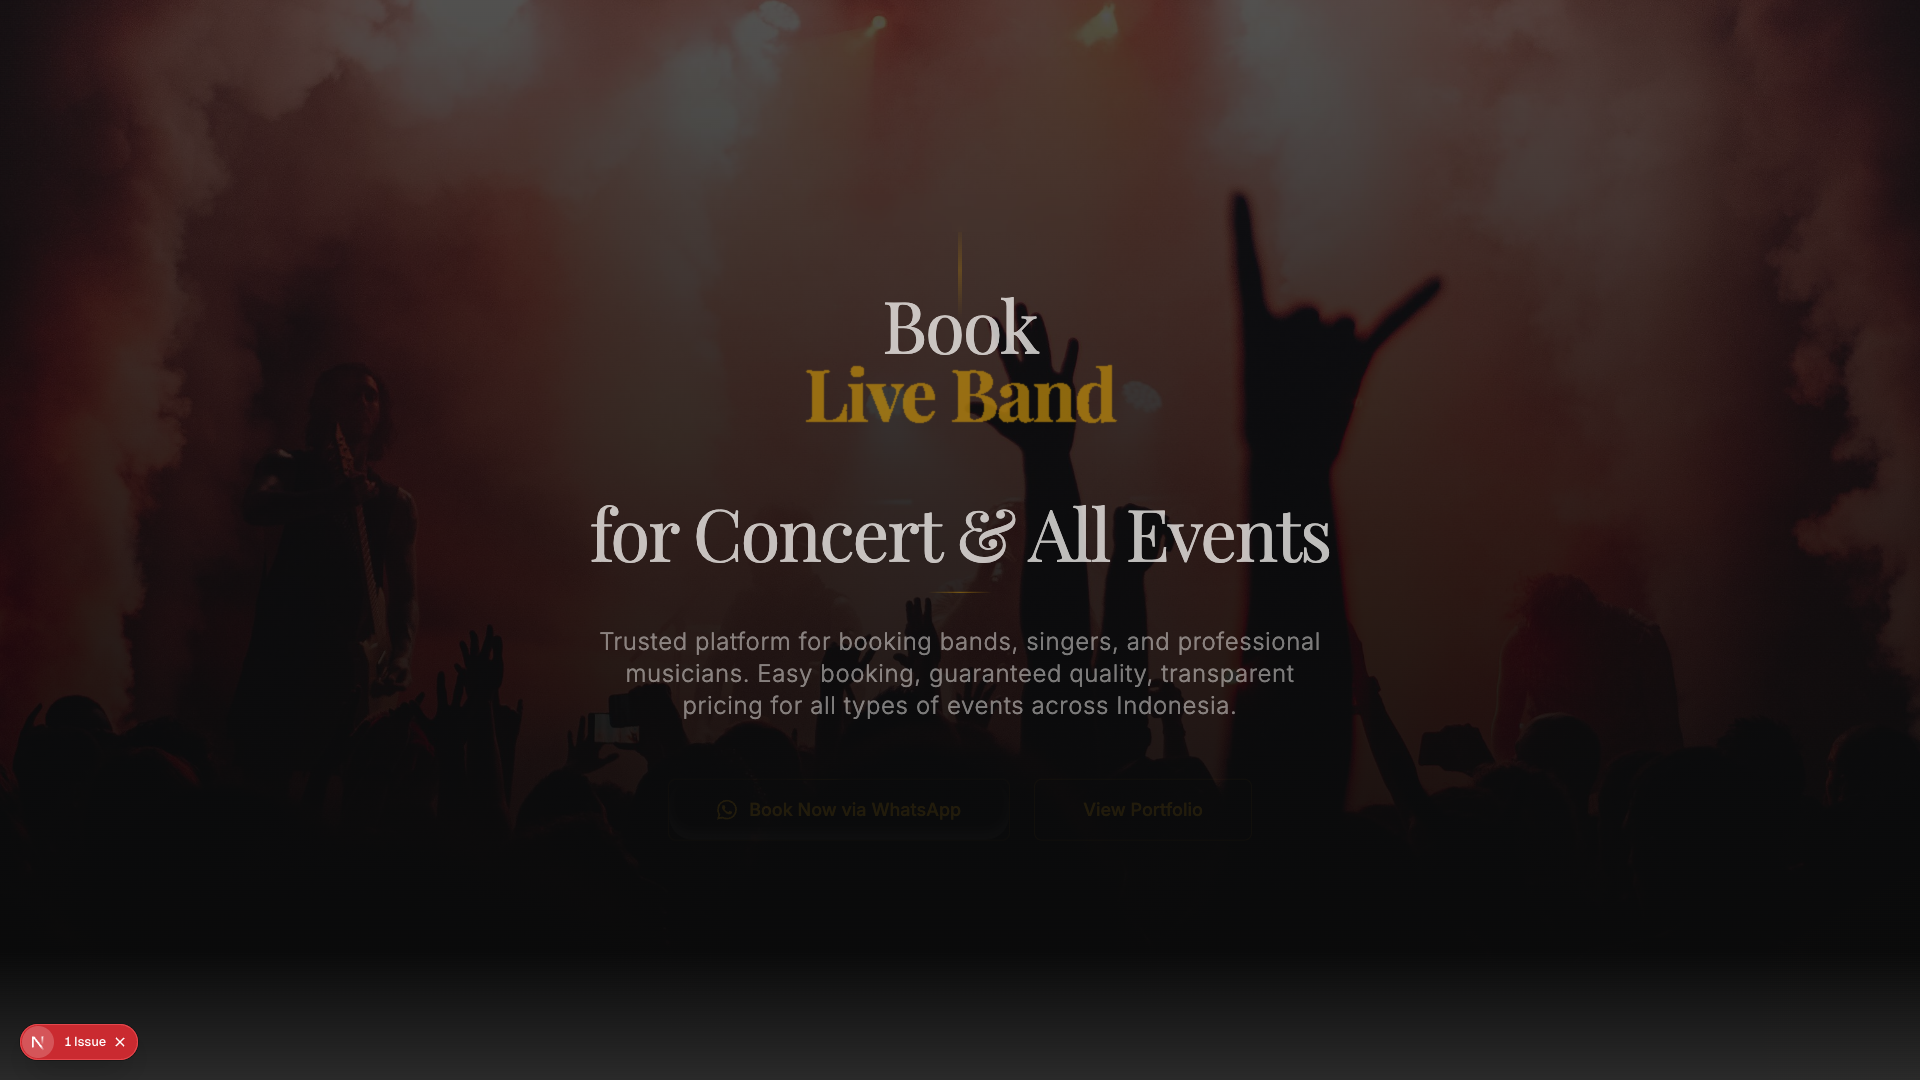 Book
Live Band
for Concert & All Events
Trusted platform for booking bands, singers, and professional
musicians. Easy booking, guaranteed quality, transparent
pricing for all types of events across Indonesia.
Book Now via WhatsApp
View Portfolio
N
1 Issue